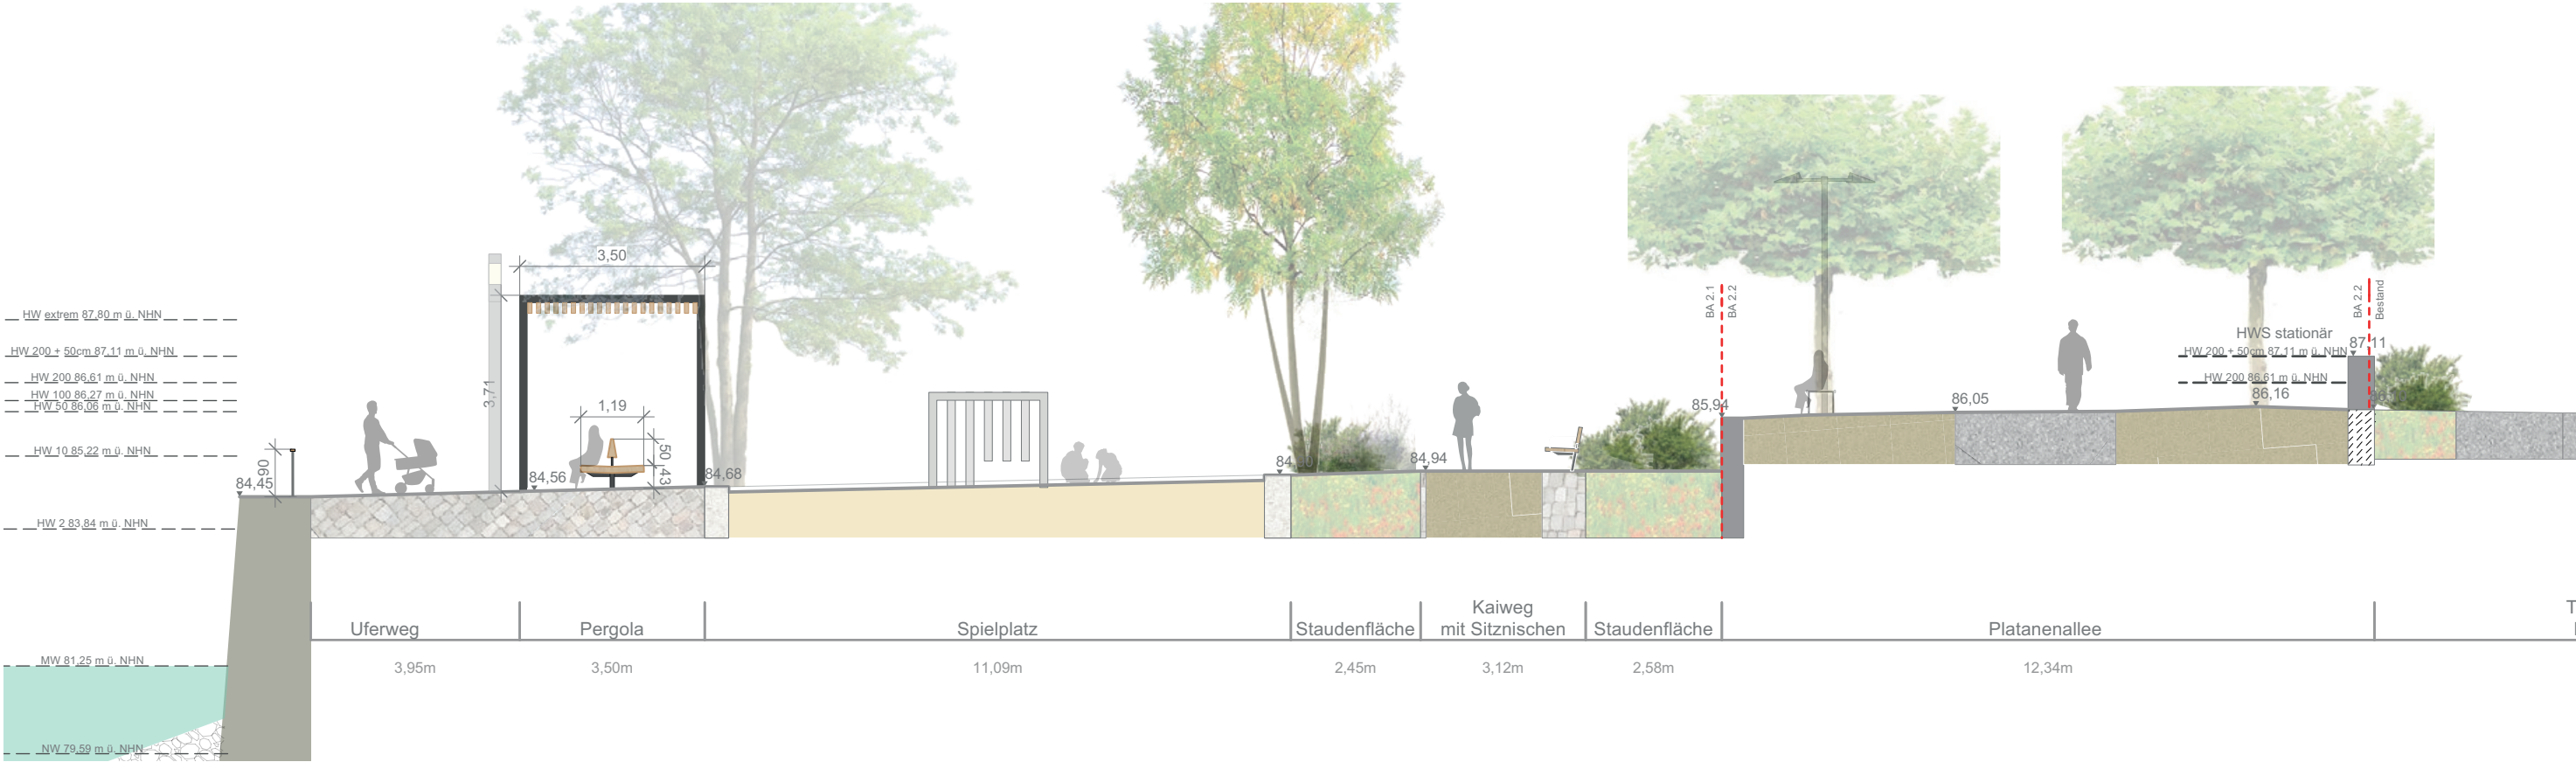 3,50
HW extrem 87,80 m ü. NHN
HW 200 + 50cm 87,11 m ü. NHN
HW 200 86,61 m ü. NHN
HW 100 86,27 m ü. NHN
HW 50 86,06 m ü. NHN
HW 10 85,22 m ü. NHN
HW 2 83,84 m ü. NHN
MW 81,25 m ü. NHN
NW 79,59 m ü. NHN
84,45
90
3,71
84,56
1,19
50
43
84,68
84,94
BA 2.1
BA 2.2
85,94
86,05
HWS stationär
HW 200 + 50cm 87,11 m ü. NHN
HW 200 86,61 m ü. NHN
86,16
87,11
BA 2.2
Bestand
Uferweg
Pergola
Spielplatz
Staudenfläche
Kaiweg
mit Sitznischen
Staudenfläche
Platanenallee
3,95m
3,50m
11,09m
2,45m
3,12m
2,58m
12,34m